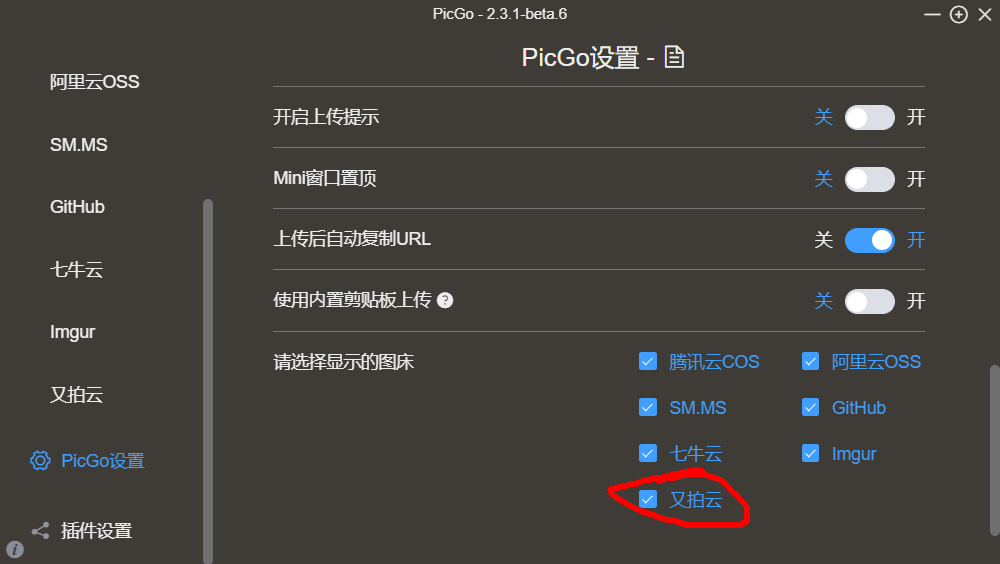 PicGo - 2.3.1-beta.6
PicGo设置 -
阿里云OSS
SM.MS
GitHub
七牛云
Imgur
又拍云
PicGo设置
插件设置
开启上传提示 关 开
Mini窗口置顶 关 开
上传后自动复制URL 关 开
使用内置剪贴板上传 ? 关 开
请选择显示的图床 腾讯云COS 阿里云OSS
SM.MS GitHub
七牛云 Imgur
又拍云